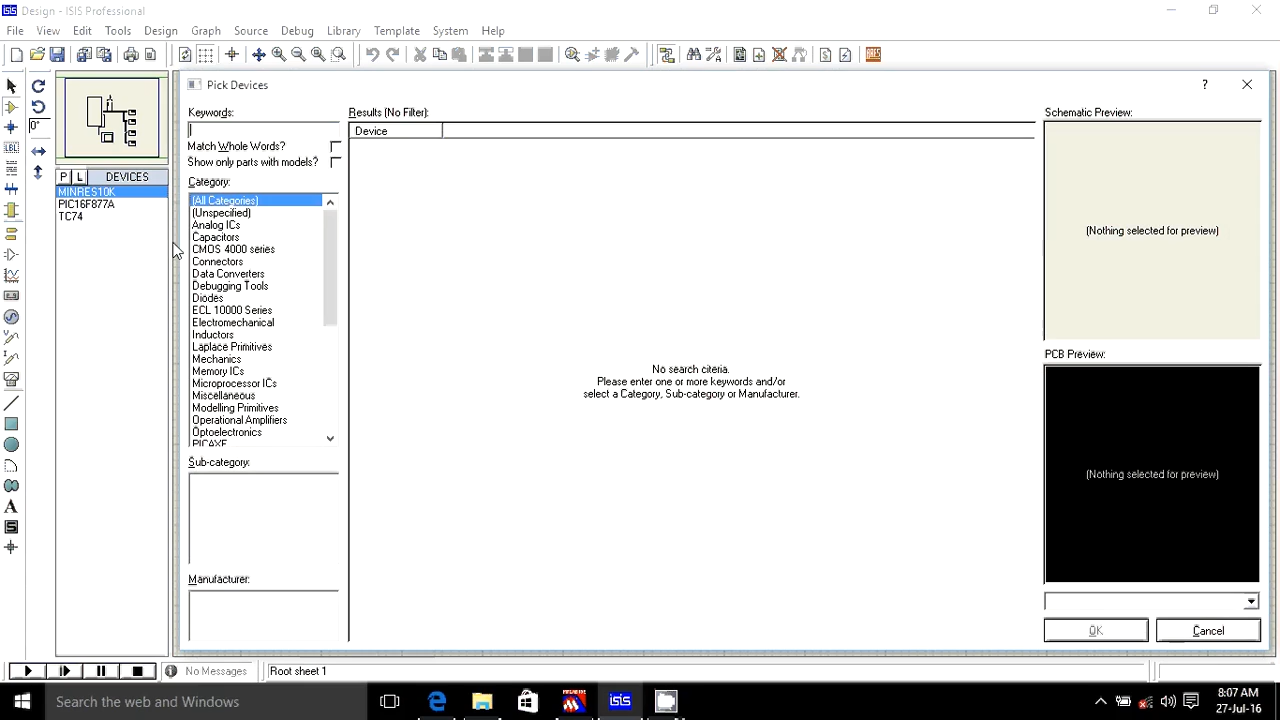 ISIS Design - ISIS Professional
File View Edit Tools Design Graph Source Debug Library Template System Help
0°
P L DEVICES
MINRES10K
PIC16F877A
TC74
Pick Devices
?
Keywords:
Match Whole Words?
Show only parts with models?
Category:
(All Categories)
(Unspecified)
Analog ICs
Capacitors
CMOS 4000 series
Connectors
Data Converters
Debugging Tools
Diodes
ECL 10000 Series
Electromechanical
Inductors
Laplace Primitives
Mechanics
Memory ICs
Microprocessor ICs
Miscellaneous
Modelling Primitives
Operational Amplifiers
Optoelectronics
PICAXE
Sub-category:
Manufacturer:
Results (No Filter):
Device
No search citeria.
Please enter one or more keywords and/or
select a Category, Sub-category or Manufacturer.
Schematic Preview:
(Nothing selected for preview)
PCB Preview:
(Nothing selected for preview)
OK Cancel
No Messages Root sheet 1
Search the web and Windows
ISIS
8:07 AM
27-Jul-16